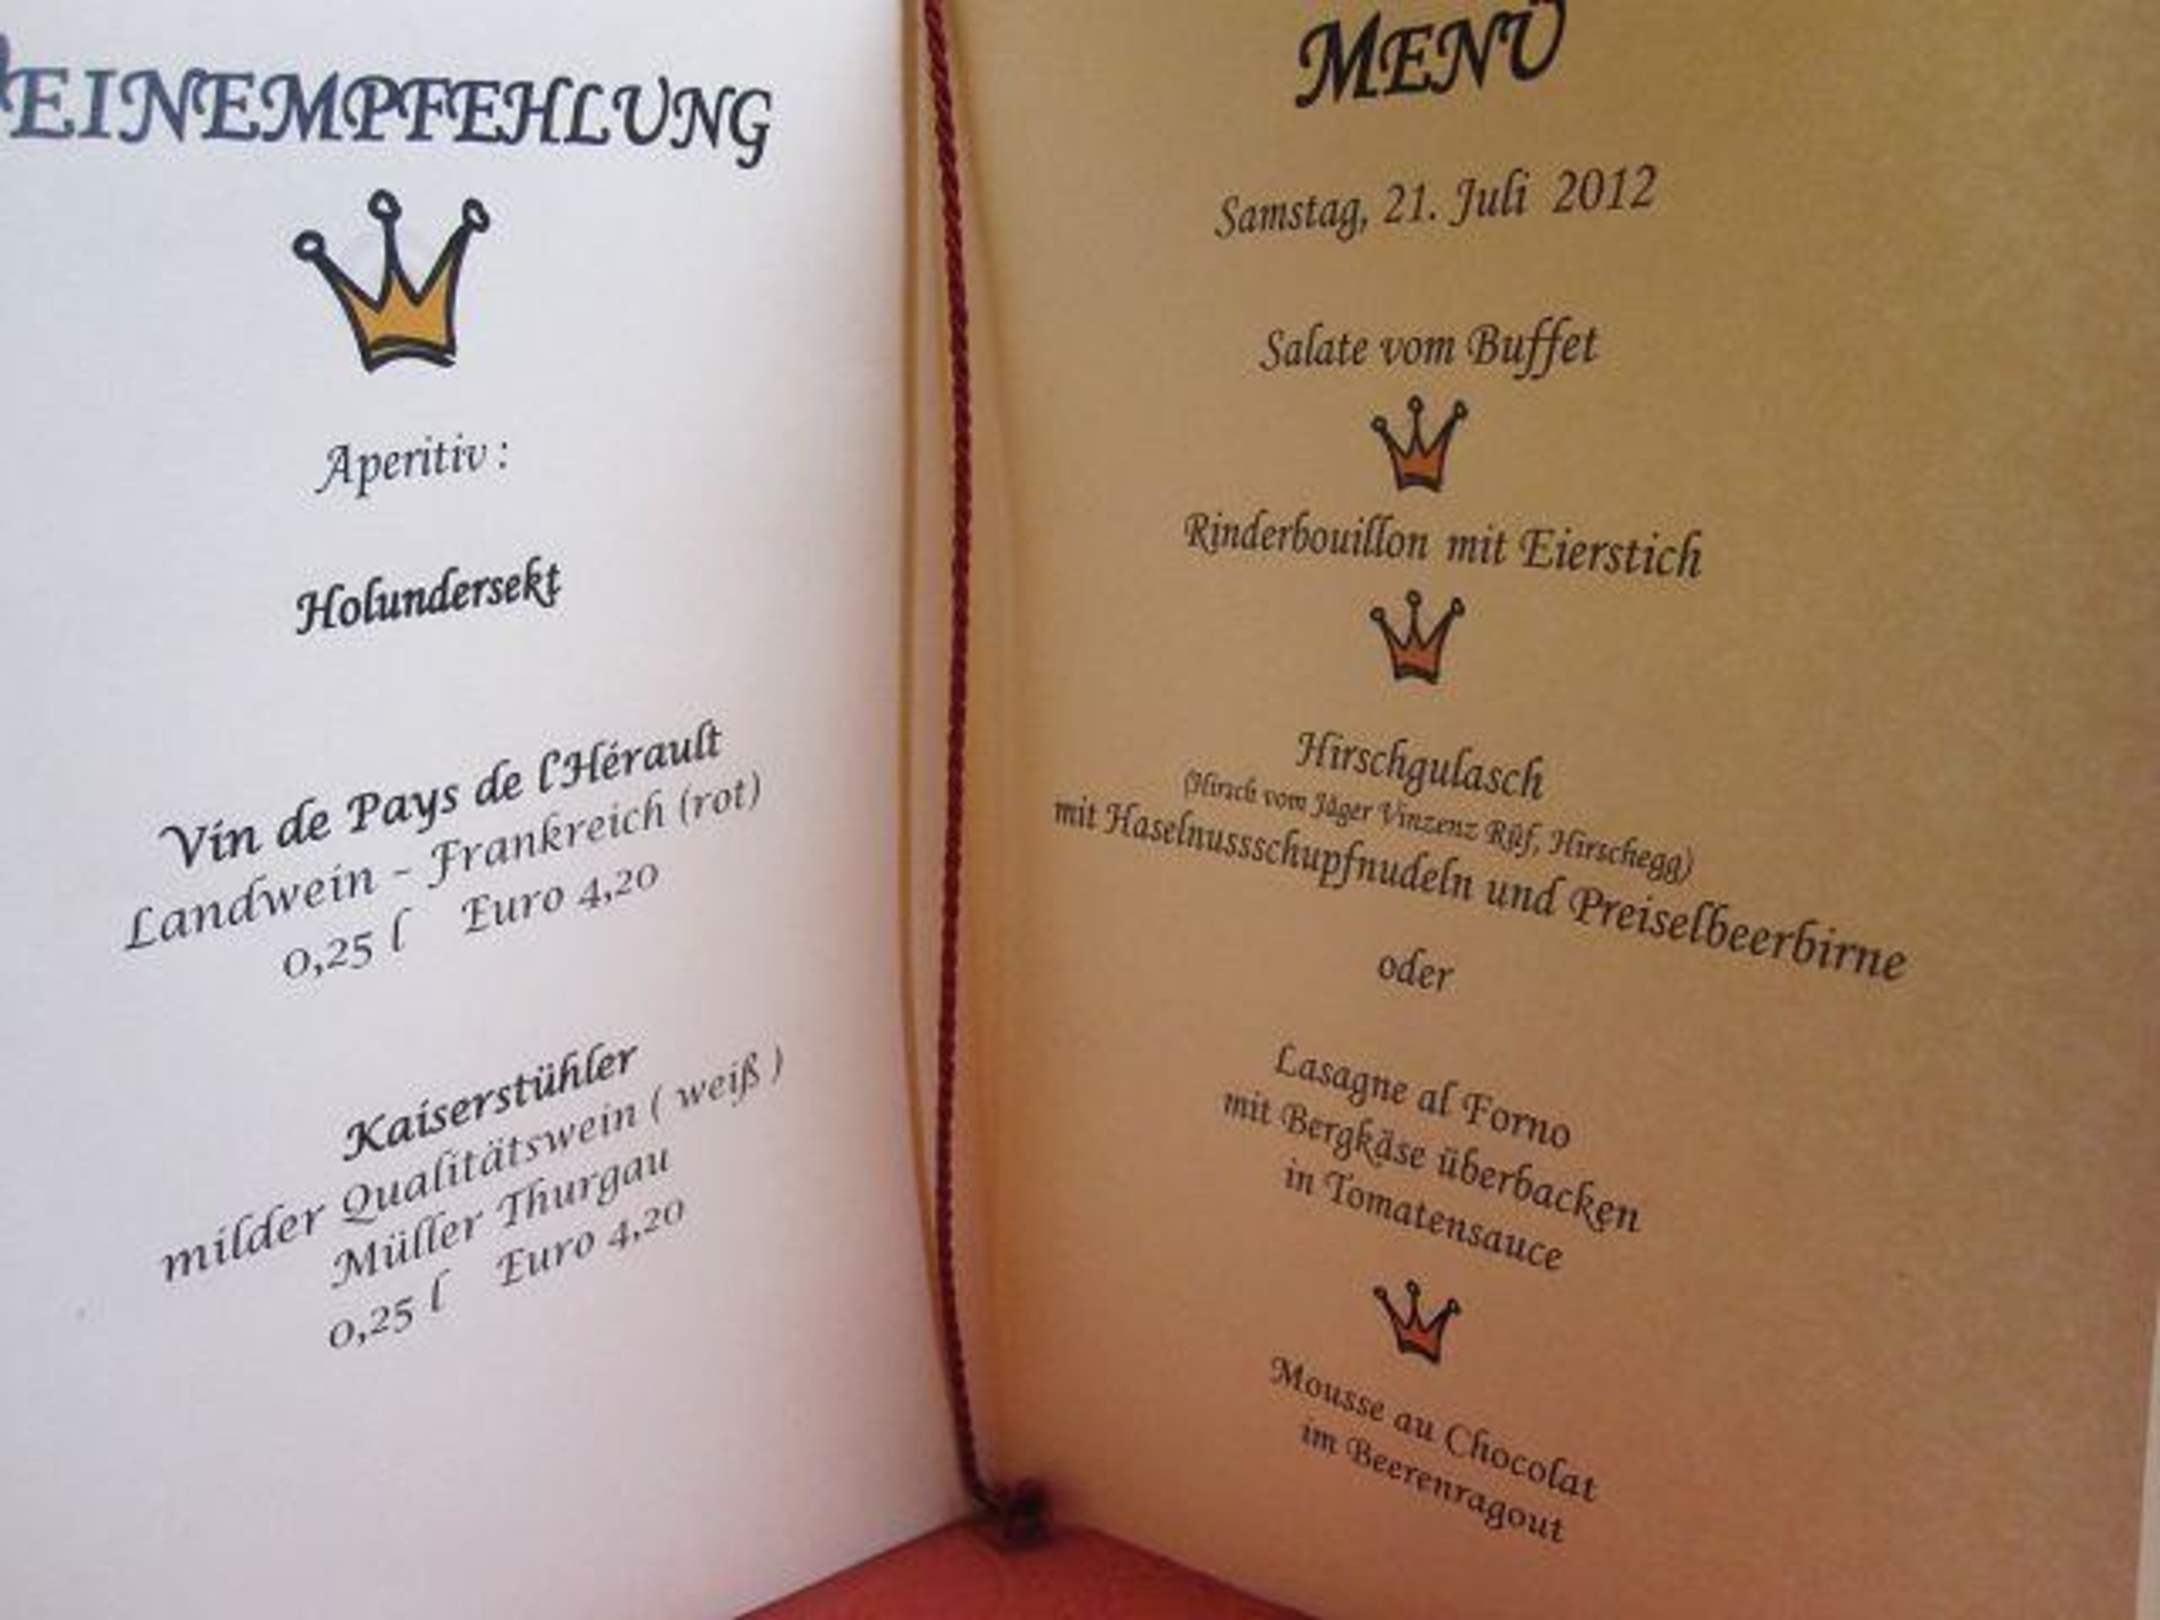 WEINEMPFEHLUNG
Aperitiv :
Holundersekt
Vin de Pays de l'Hérault
Landwein - Frankreich (rot)
0,25 l Euro 4,20
Kaiserstühler
milder Qualitätswein ( weiß )
Müller Thurgau
0,25 l Euro 4,20
MENÜ
Samstag, 21. Juli 2012
Salate vom Buffet
Rinderbouillon mit Eierstich
Hirschgulasch
(Hirsch vom Jäger Vinzenz Rüf, Hirschegg)
mit Haselnussschupfnudeln und Preiselbeerbirne
oder
Lasagne al Forno
mit Bergkäse überbacken
in Tomatensauce
Mousse au Chocolat
im Beerenragout